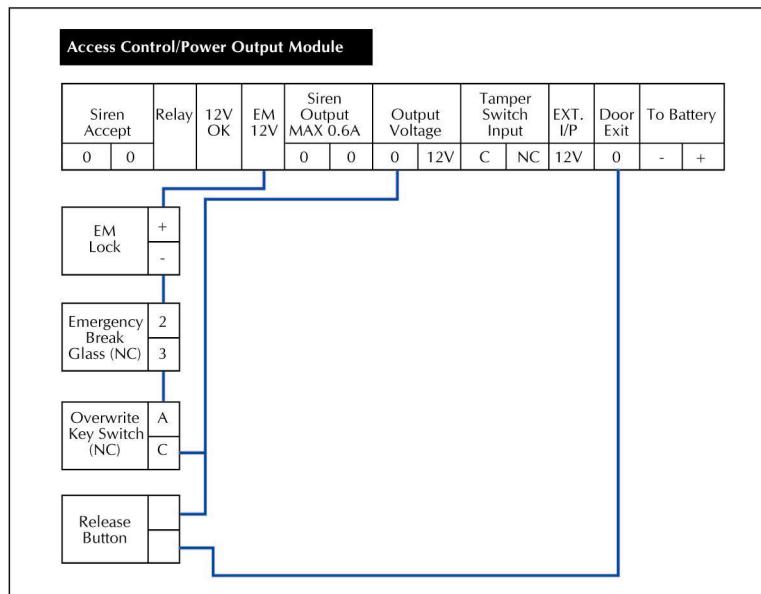 Access Control/Power Output Module
Siren
Accept
Relay
12V
OK
EM
12V
Siren
Output
MAX 0.6A
Output
Voltage
Tamper
Switch
Input
EXT.
I/P
Door
Exit
To Battery
0 0 0 0 0 12V C NC 12V 0 - +
EM
Lock
+
-
Emergency
Break
Glass (NC)
2
3
Overwrite
Key Switch
(NC)
A
C
Release
Button